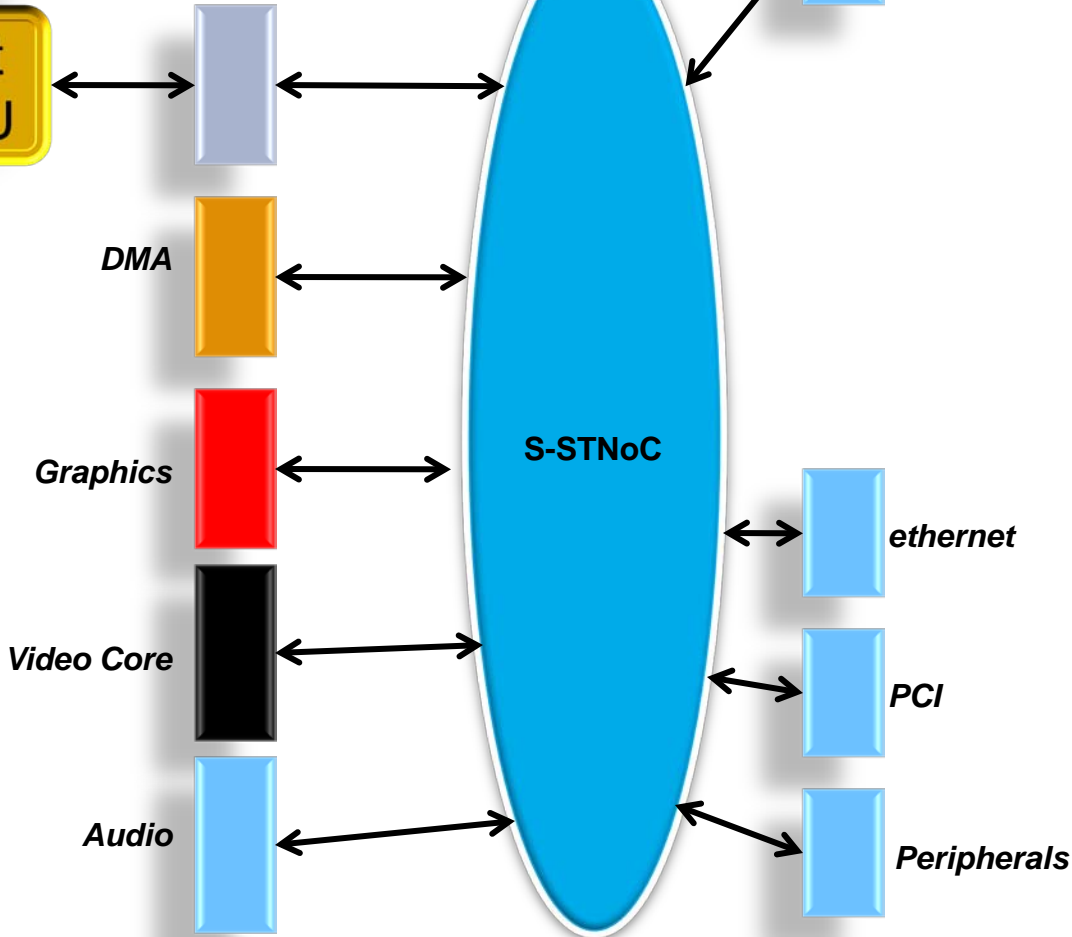 DMA
Graphics
S-STNoC
ethernet
Video Core
PCI
Audio
Peripherals